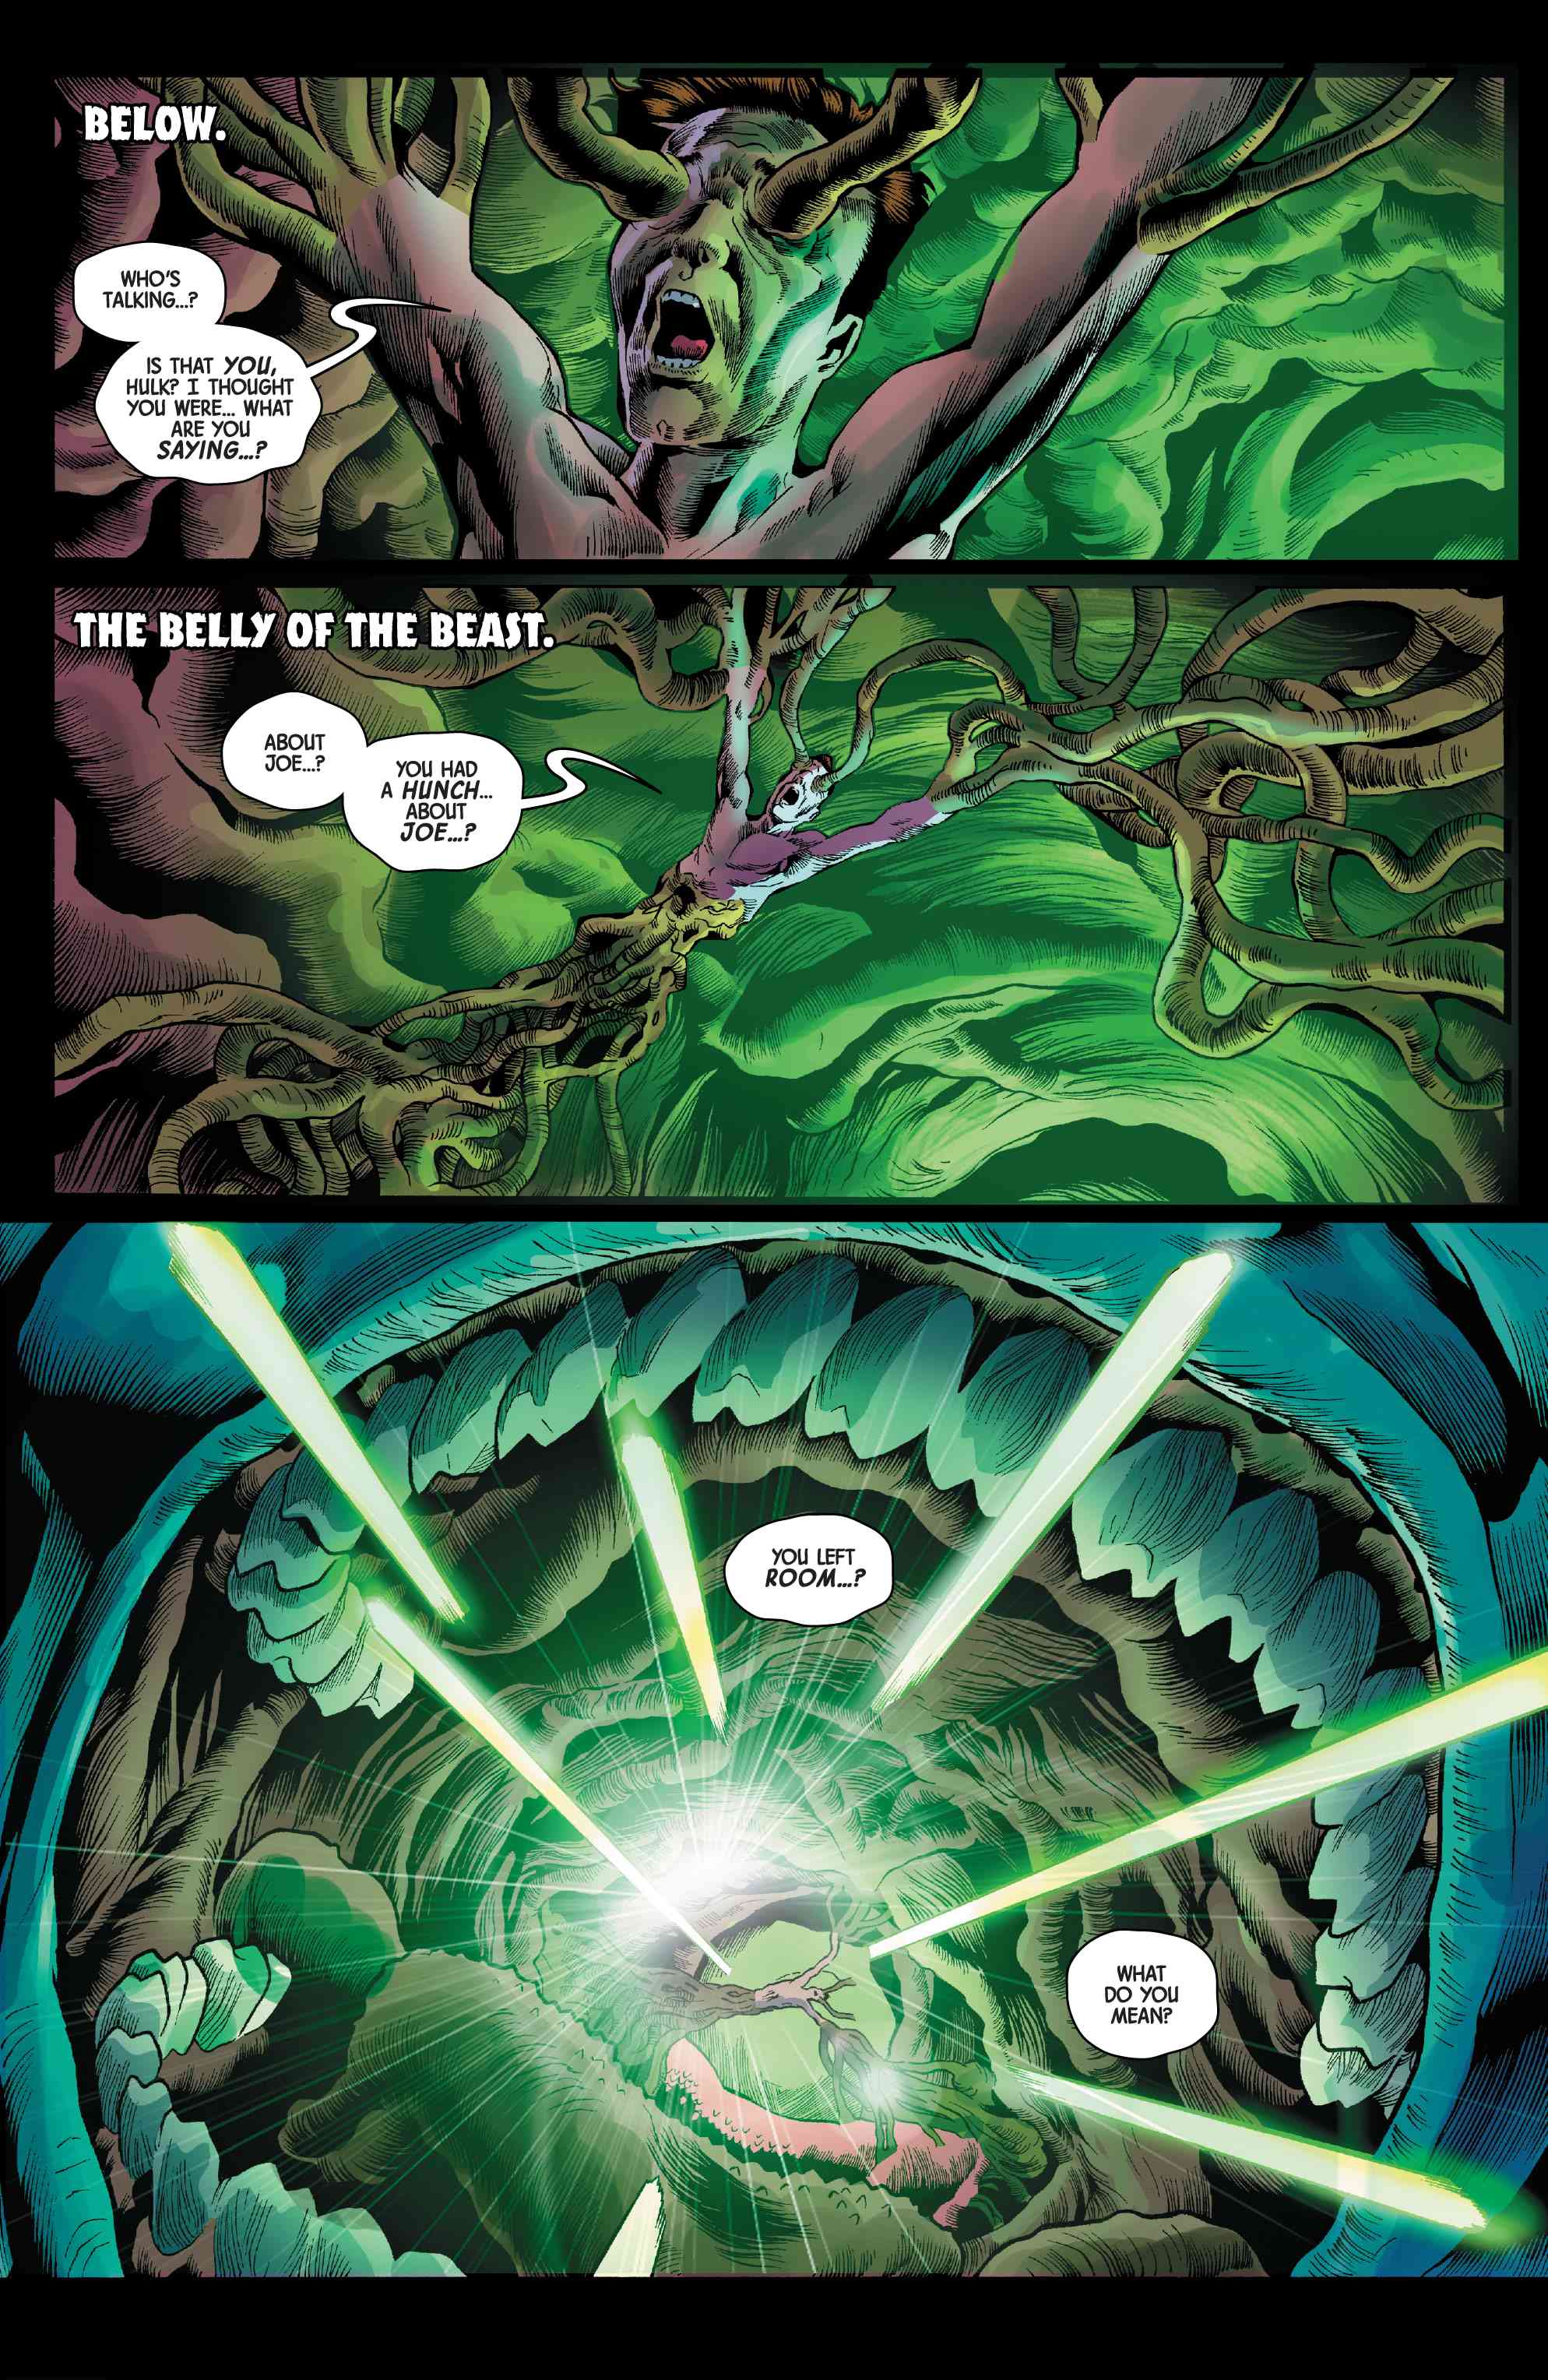 BELOW.
WHO'S
TALKING...?
IS THAT YOU,
HULK? I THOUGHT
YOU WERE... WHAT
ARE YOU
SAYING...?
THE BELLY OF THE BEAST.
ABOUT
JOE...?
YOU HAD
A HUNCH...
ABOUT
JOE...?
YOU LEFT
ROOM...?
WHAT
DO YOU
MEAN?